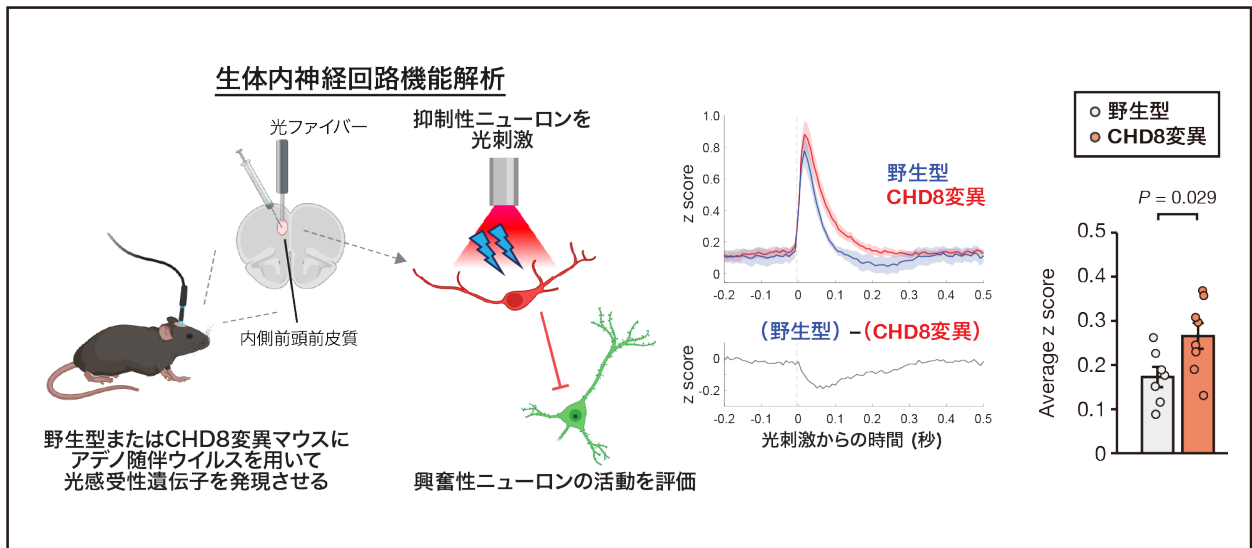 生体内神経回路機能解析
光ファイバー
内側前頭前皮質
野生型またはCHD8変異マウスに
アデノ随伴ウイルスを用いて
光感受性遺伝子を発現させる
抑制性ニューロンを
光刺激
興奮性ニューロンの活動を評価
z score
1.0
0.8
0.6
0.4
0.2
0
-0.2 -0.1 0 0.1 0.2 0.3 0.4 0.5
野生型
CHD8変異
(野生型) –(CHD8変異)
z score
0
-0.2
-0.2 -0.1 0 0.1 0.2 0.3 0.4 0.5
光刺激からの時間 (秒)
野生型
CHD8変異
P = 0.029
Average z score
0.5
0.4
0.3
0.2
0.1
0